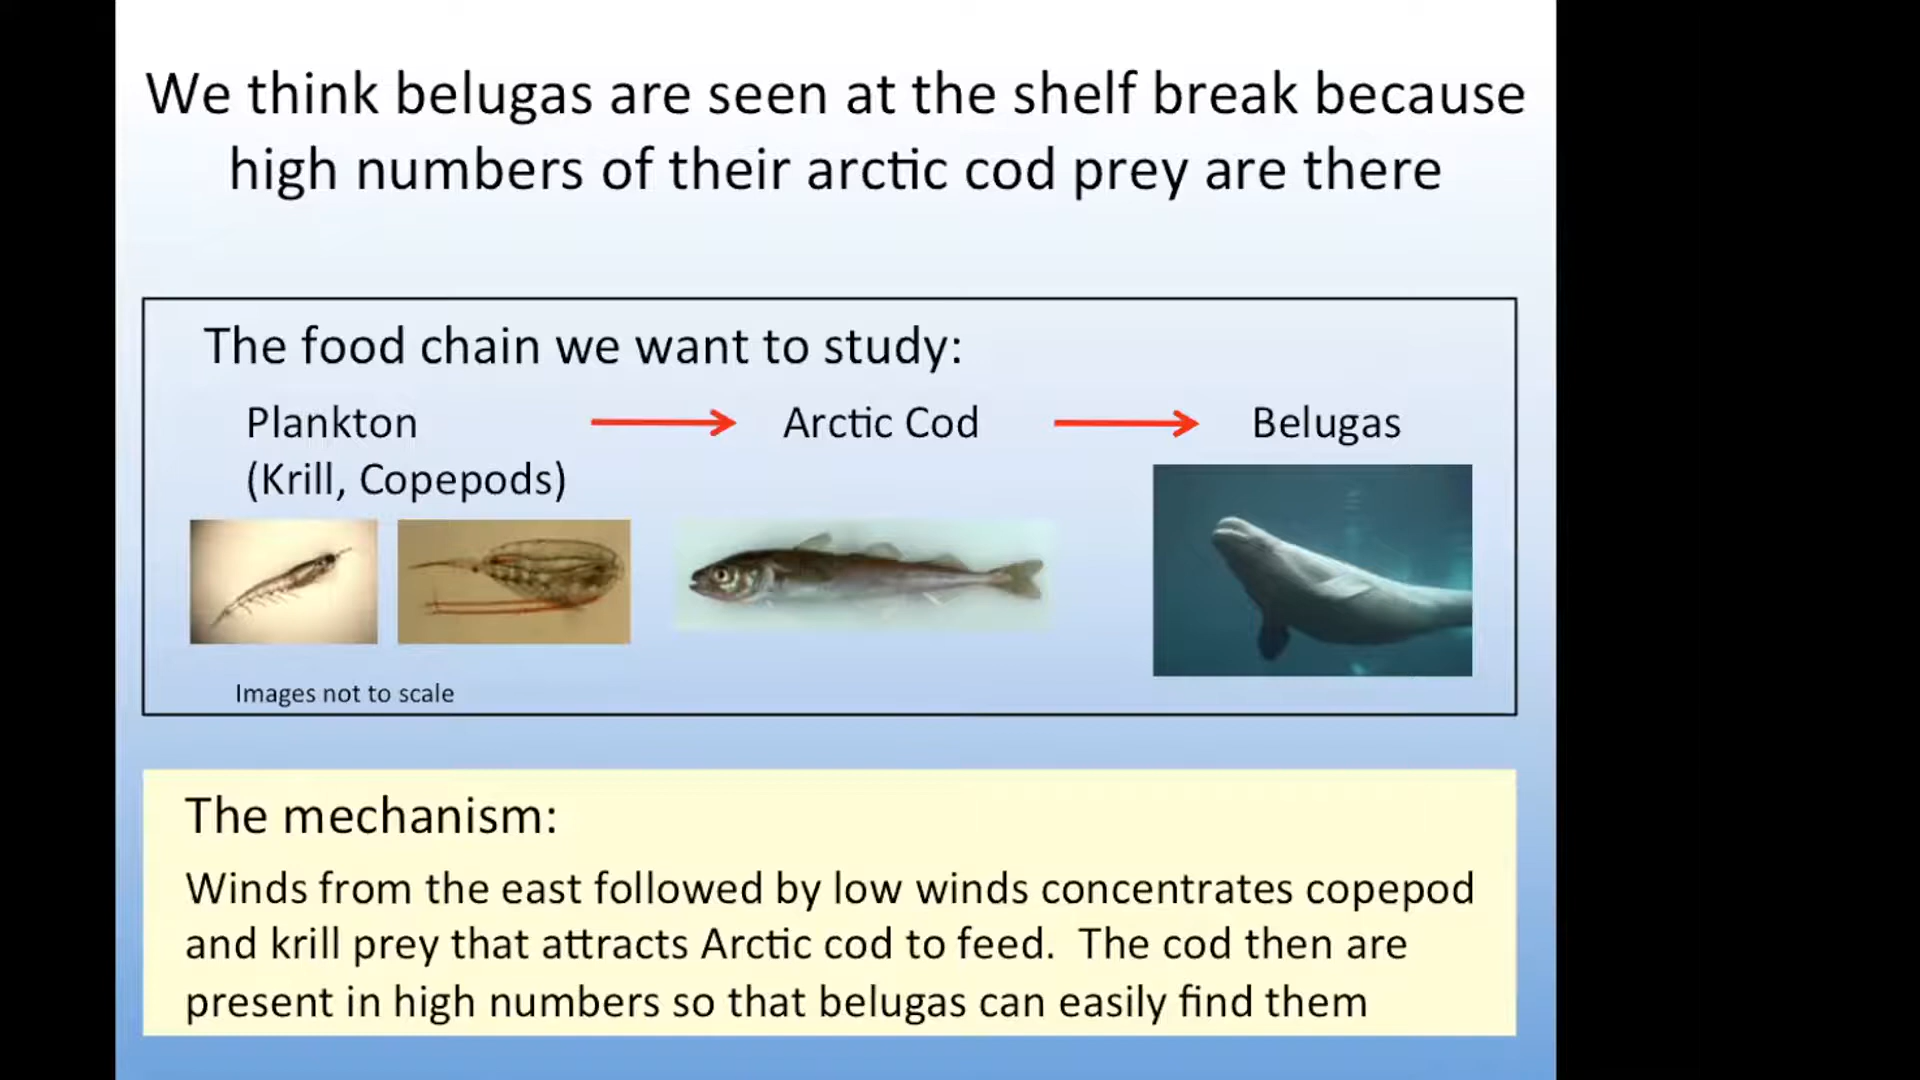 We think belugas are seen at the shelf break because
high numbers of their arctic cod prey are there
The food chain we want to study:
Plankton
(Krill, Copepods)
Arctic Cod
Belugas
Images not to scale
The mechanism:
Winds from the east followed by low winds concentrates copepod
and krill prey that attracts Arctic cod to feed.  The cod then are
present in high numbers so that belugas can easily find them